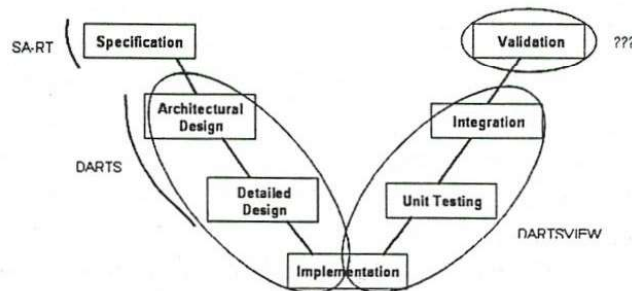 Specification
Validation
SA-RT
???
Architectural
Design
Integration
DARTS
Detailed
Design
Unit Testing
DARTSVIEW
Implementation